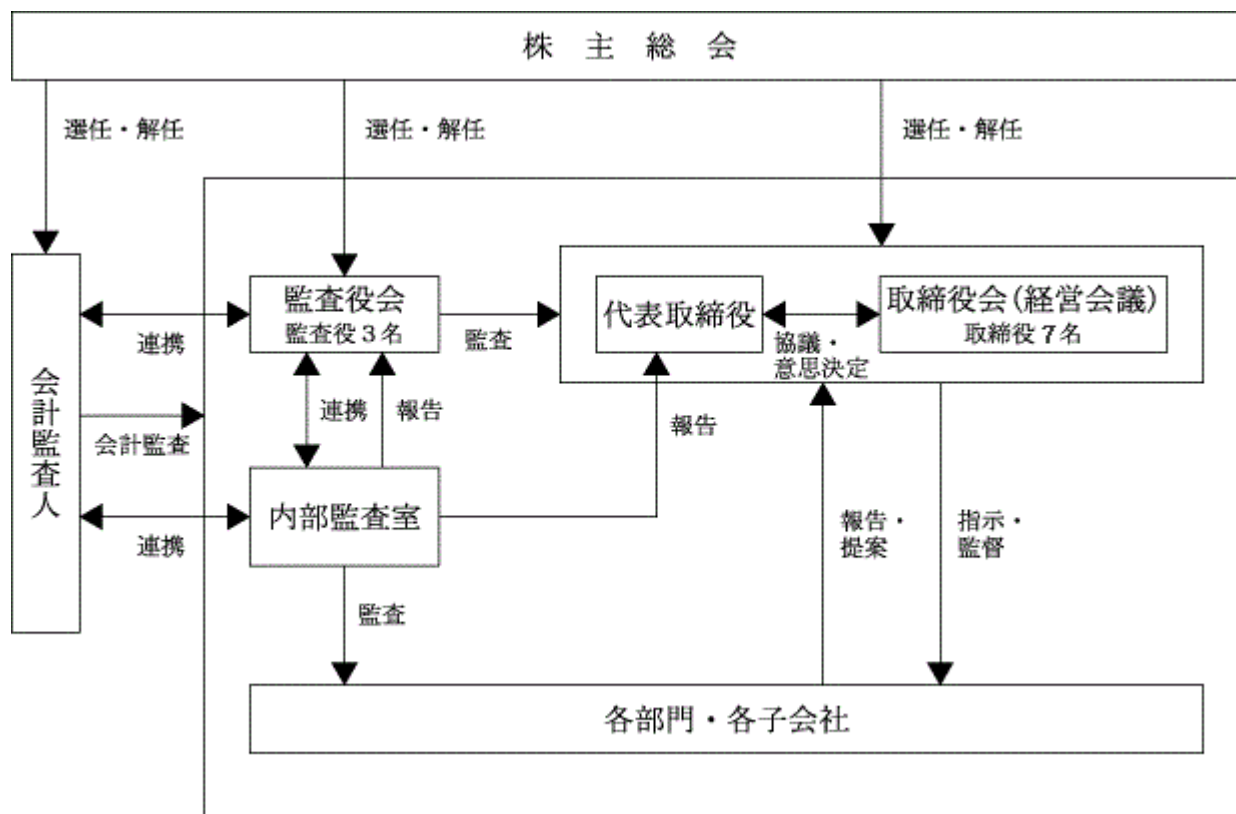 株主総会
選任・解任
選任・解任
選任・解任
監査役会
監査役3名
代表取締役
取締役会(経営会議)
取締役7名
連携
監査
協議・
意思決定
会計監査人
会計監査
連携
報告
報告
内部監査室
連携
報告・
提案
指示・
監督
監査
各部門・各子会社